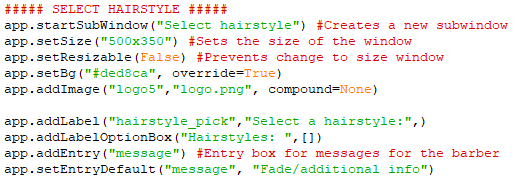 ##### SELECT HAIRSTYLE #####
app.startSubWindow("Select hairstyle") #Creates a new subwindow
app.setSize("500x350") #Sets the size of the window
app.setResizable(False) #Prevents change to size window
app.setBg("#ded8ca", override=True)
app.addImage("logo5","logo.png", compound=None)
app.addLabel("hairstyle_pick","Select a hairstyle:",)
app.addLabelOptionBox("Hairstyles: ",[])
app.addEntry("message") #Entry box for messages for the barber
app.setEntryDefault("message", "Fade/additional info")